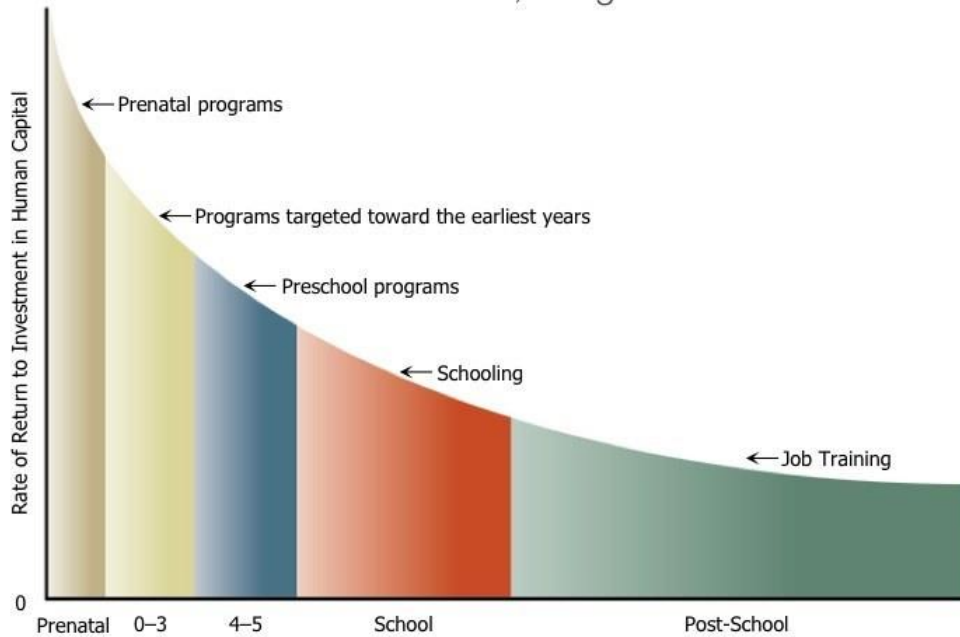 Prenatal programs
Programs targeted toward the earliest years
Preschool programs
Schooling
Job Training
Rate of Return to Investment in Human Capital
0
Prenatal
0–3
4–5
School
Post-School